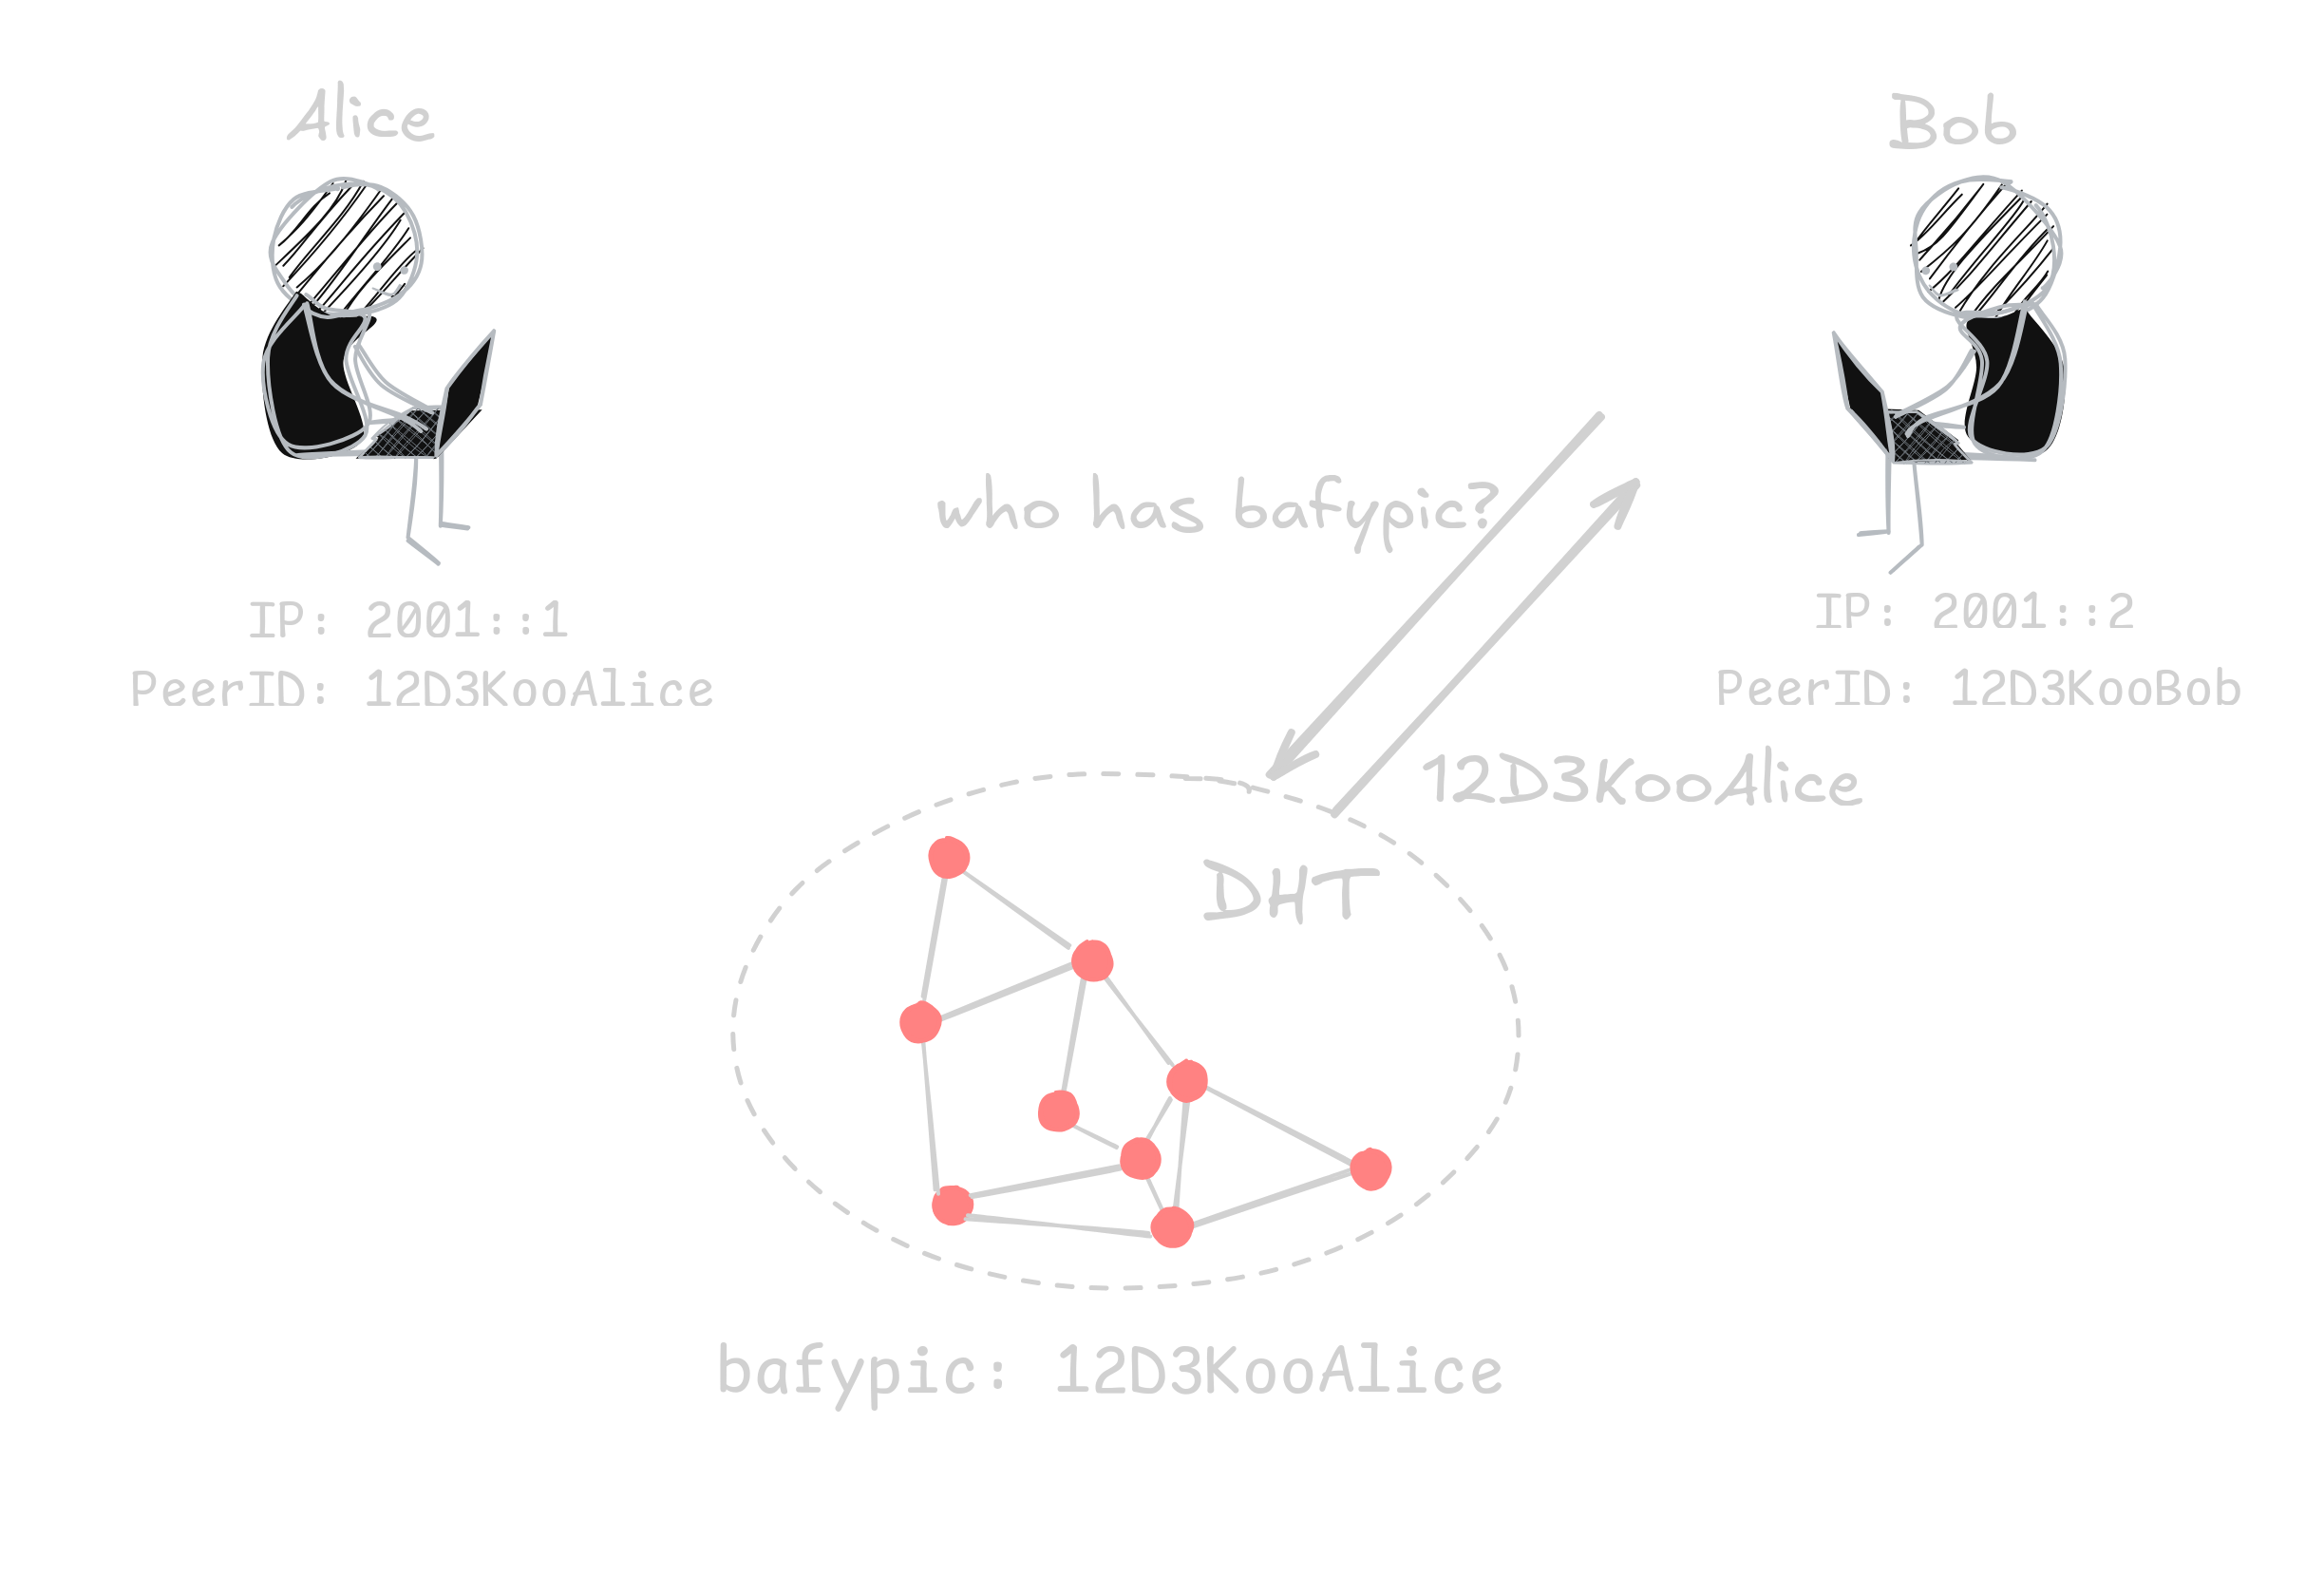 Alice
Bob
who has bafypic?
IP: 2001::1
PeerID: 12D3KooAlice
IP: 2001::2
PeerID: 12D3KooBob
12D3KooAlice
DHT
bafypic: 12D3KooAlice